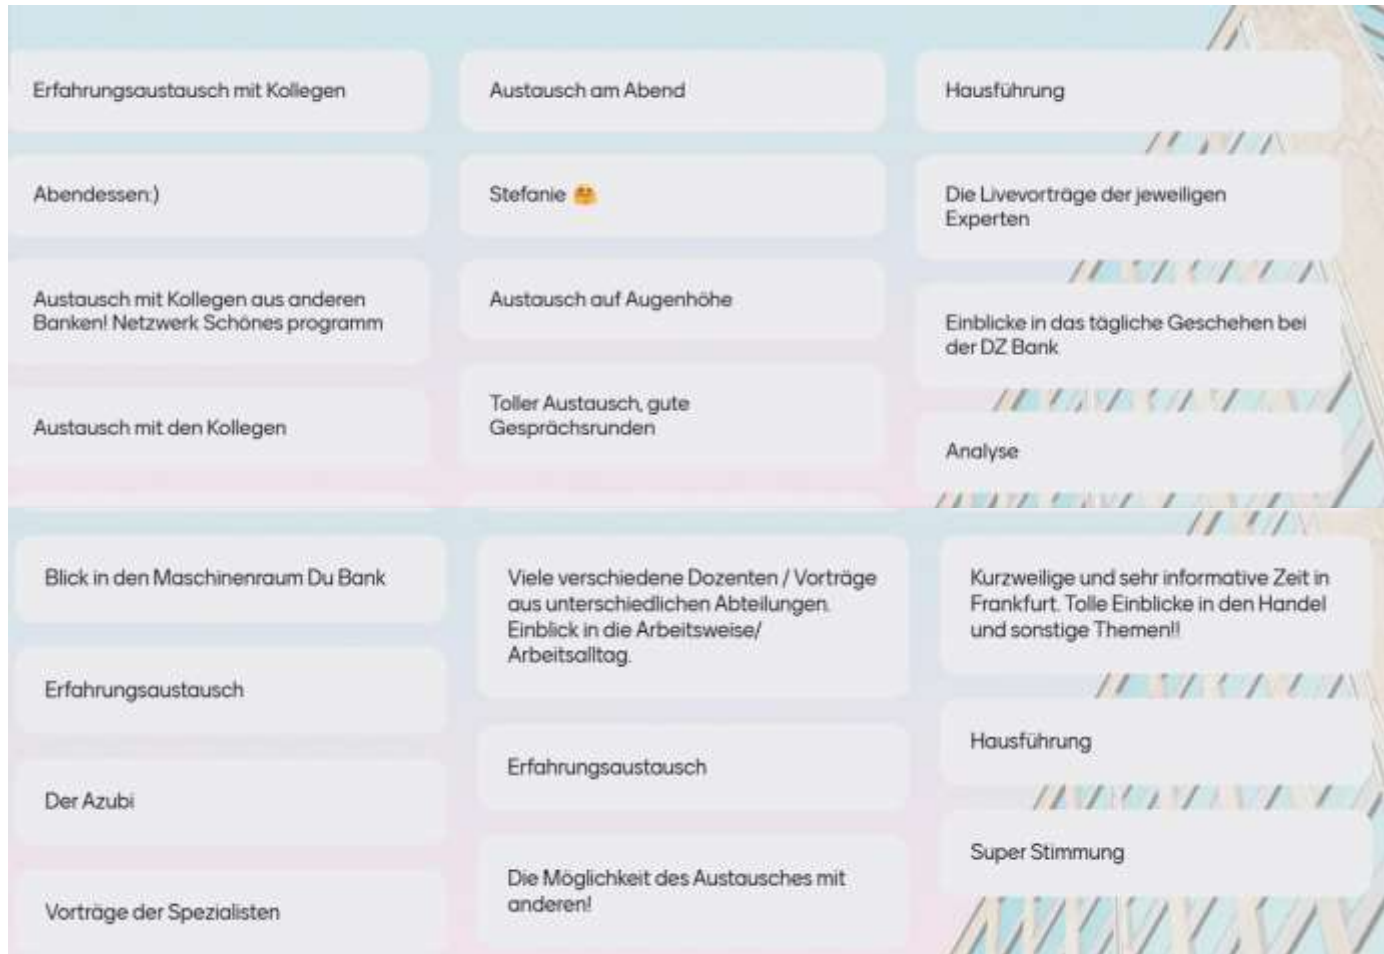 Erfahrungsaustausch mit Kollegen
Abendessen:)
Austausch mit Kollegen aus anderen
Banken! Netzwerk Schönes programm
Austausch mit den Kollegen
Austausch am Abend
Stefanie 🤗
Austausch auf Augenhöhe
Toller Austausch, gute
Gesprächsrunden
Hausführung
Die Livevorträge der jeweiligen
Experten
Einblicke in das tägliche Geschehen bei
der DZ Bank
Analyse
Blick in den Maschinenraum Du Bank
Erfahrungsaustausch
Der Azubi
Vorträge der Spezialisten
Viele verschiedene Dozenten / Vorträge
aus unterschiedlichen Abteilungen.
Einblick in die Arbeitsweise/
Arbeitsalltag.
Erfahrungsaustausch
Die Möglichkeit des Austausches mit
anderen!
Kurzweilige und sehr informative Zeit in
Frankfurt. Tolle Einblicke in den Handel
und sonstige Themen!!
Hausführung
Super Stimmung